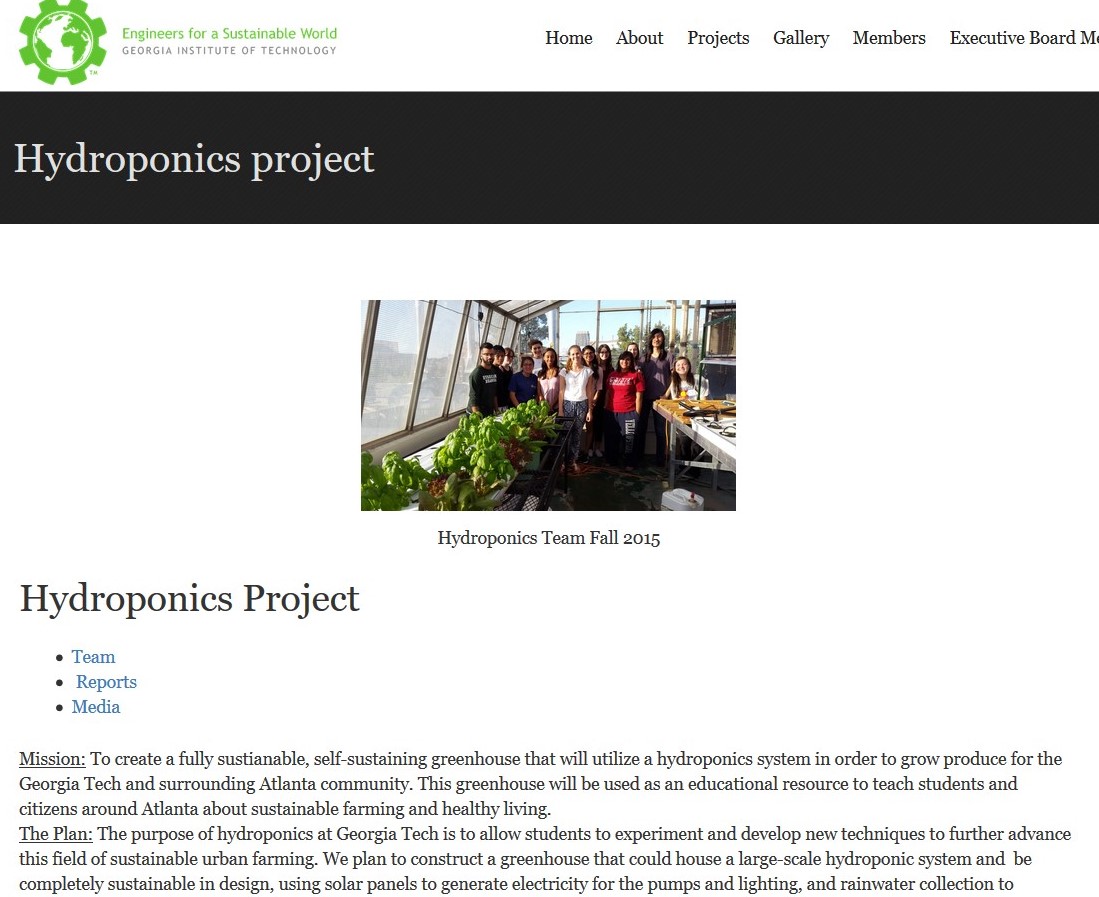 Engineers for a Sustainable World
GEORGIA INSTITUTE OF TECHNOLOGY
TM
Home About Projects Gallery Members Executive Board Me
Hydroponics project
Hydroponics Team Fall 2015
Hydroponics Project
Team
Reports
Media
Mission: To create a fully sustianable, self-sustaining greenhouse that will utilize a hydroponics system in order to grow produce for the
Georgia Tech and surrounding Atlanta community. This greenhouse will be used as an educational resource to teach students and
citizens around Atlanta about sustainable farming and healthy living.
The Plan: The purpose of hydroponics at Georgia Tech is to allow students to experiment and develop new techniques to further advance
this field of sustainable urban farming. We plan to construct a greenhouse that could house a large-scale hydroponic system and be
completely sustainable in design, using solar panels to generate electricity for the pumps and lighting, and rainwater collection to